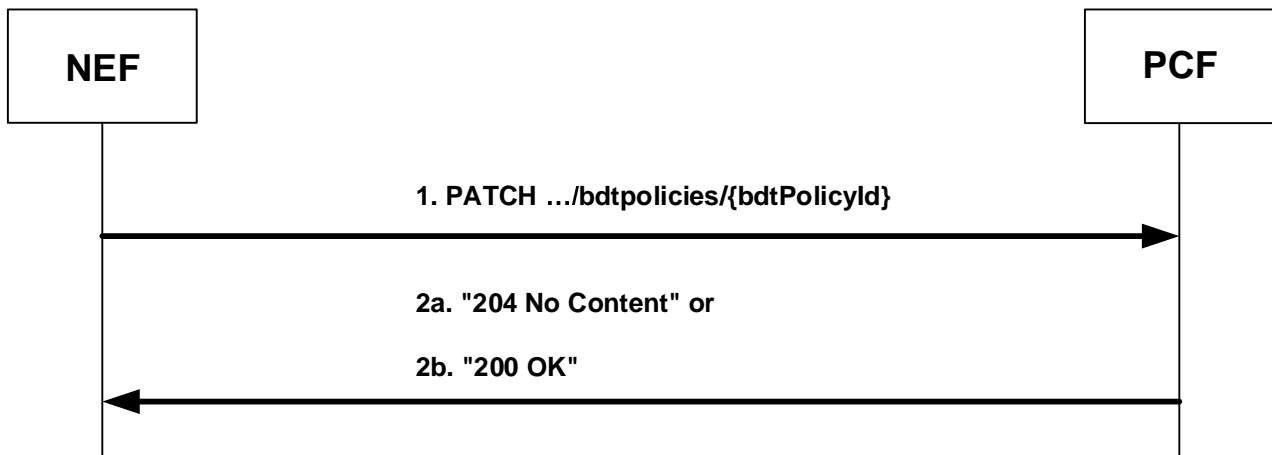 NEF
PCF
1. PATCH …/bdtpolicies/{bdtPolicyId}
2a. "204 No Content" or
2b. "200 OK"